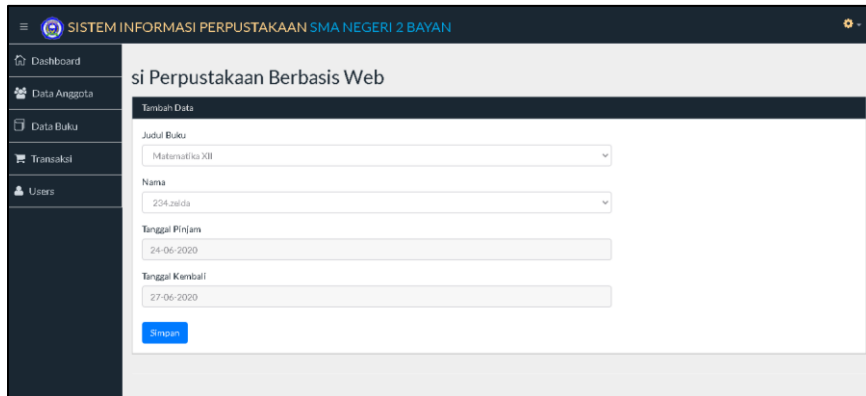 SISTEM INFORMASI PERPUSTAKAAN SMA NEGERI 2 BAYAN
Dashboard
Data Anggota
Data Buku
Transaksi
Users
si Perpustakaan Berbasis Web
Tambah Data
Judul Buku
Matematika XII
Nama
234.zelda
Tanggal Pinjam
24-06-2020
Tanggal Kembali
27-06-2020
Simpan